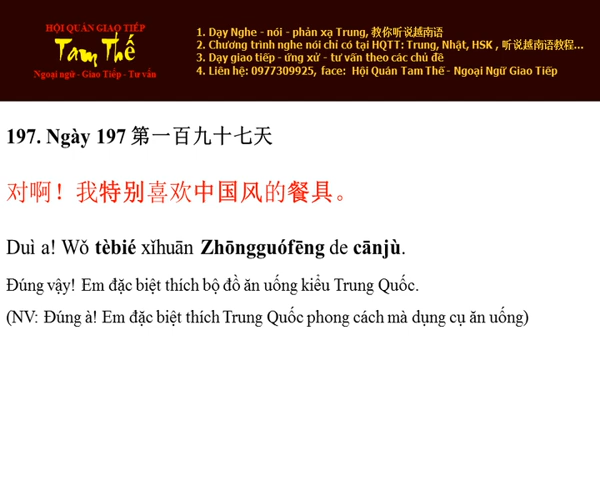 HỘI QUÁN GIAO TIẾP
Tam Thế
Ngoại ngữ - Giao Tiếp - Tư vấn
1. Dạy Nghe - nói - phản xạ Trung, 教你听说越南语
2. Chương trình nghe nói chỉ có tại HQTT: Trung, Nhật, HSK , 听说越南语教程...
3. Dạy giao tiếp - ứng xử - tư vấn theo các chủ đề
4. Liên hệ: 0977309925, face: Hội Quán Tam Thế - Ngoại Ngữ Giao Tiếp
197. Ngày 197 第一百九十七天
对啊！我特别喜欢中国风的餐具。
Duì a! Wǒ tèbié xǐhuān Zhōngguófēng de cānjù.
Đúng vậy! Em đặc biệt thích bộ đồ ăn uống kiểu Trung Quốc.
(NV: Đúng à! Em đặc biệt thích Trung Quốc phong cách mà dụng cụ ăn uống)